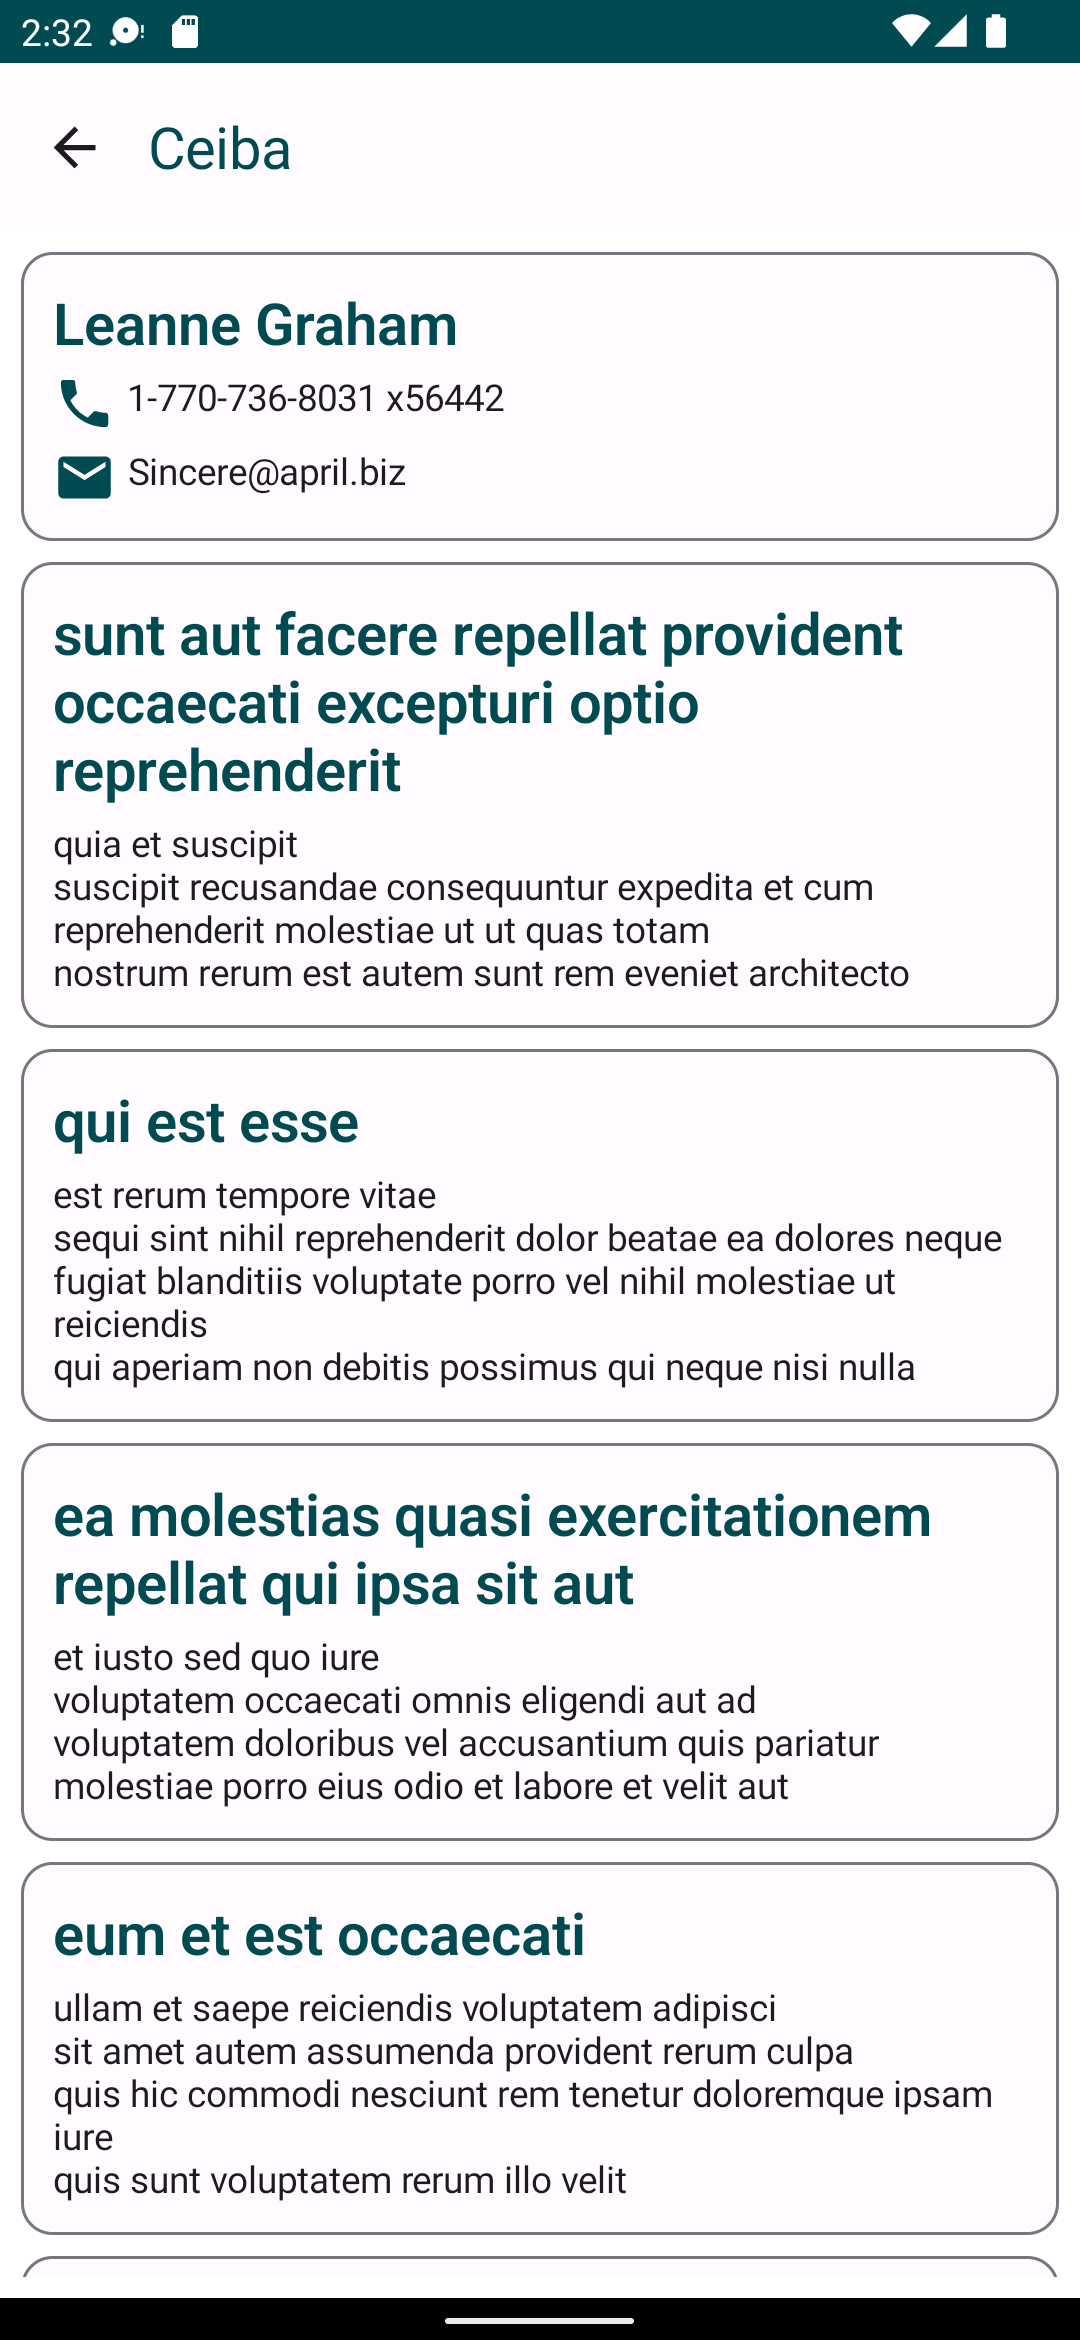 2:32
Ceiba
Leanne Graham
1-770-736-8031 x56442
Sincere@april.biz
sunt aut facere repellat provident
occaecati excepturi optio
reprehenderit
quia et suscipit
suscipit recusandae consequuntur expedita et cum
reprehenderit molestiae ut ut quas totam
nostrum rerum est autem sunt rem eveniet architecto
qui est esse
est rerum tempore vitae
sequi sint nihil reprehenderit dolor beatae ea dolores neque
fugiat blanditiis voluptate porro vel nihil molestiae ut
reiciendis
qui aperiam non debitis possimus qui neque nisi nulla
ea molestias quasi exercitationem
repellat qui ipsa sit aut
et iusto sed quo iure
voluptatem occaecati omnis eligendi aut ad
voluptatem doloribus vel accusantium quis pariatur
molestiae porro eius odio et labore et velit aut
eum et est occaecati
ullam et saepe reiciendis voluptatem adipisci
sit amet autem assumenda provident rerum culpa
quis hic commodi nesciunt rem tenetur doloremque ipsam
iure
quis sunt voluptatem rerum illo velit